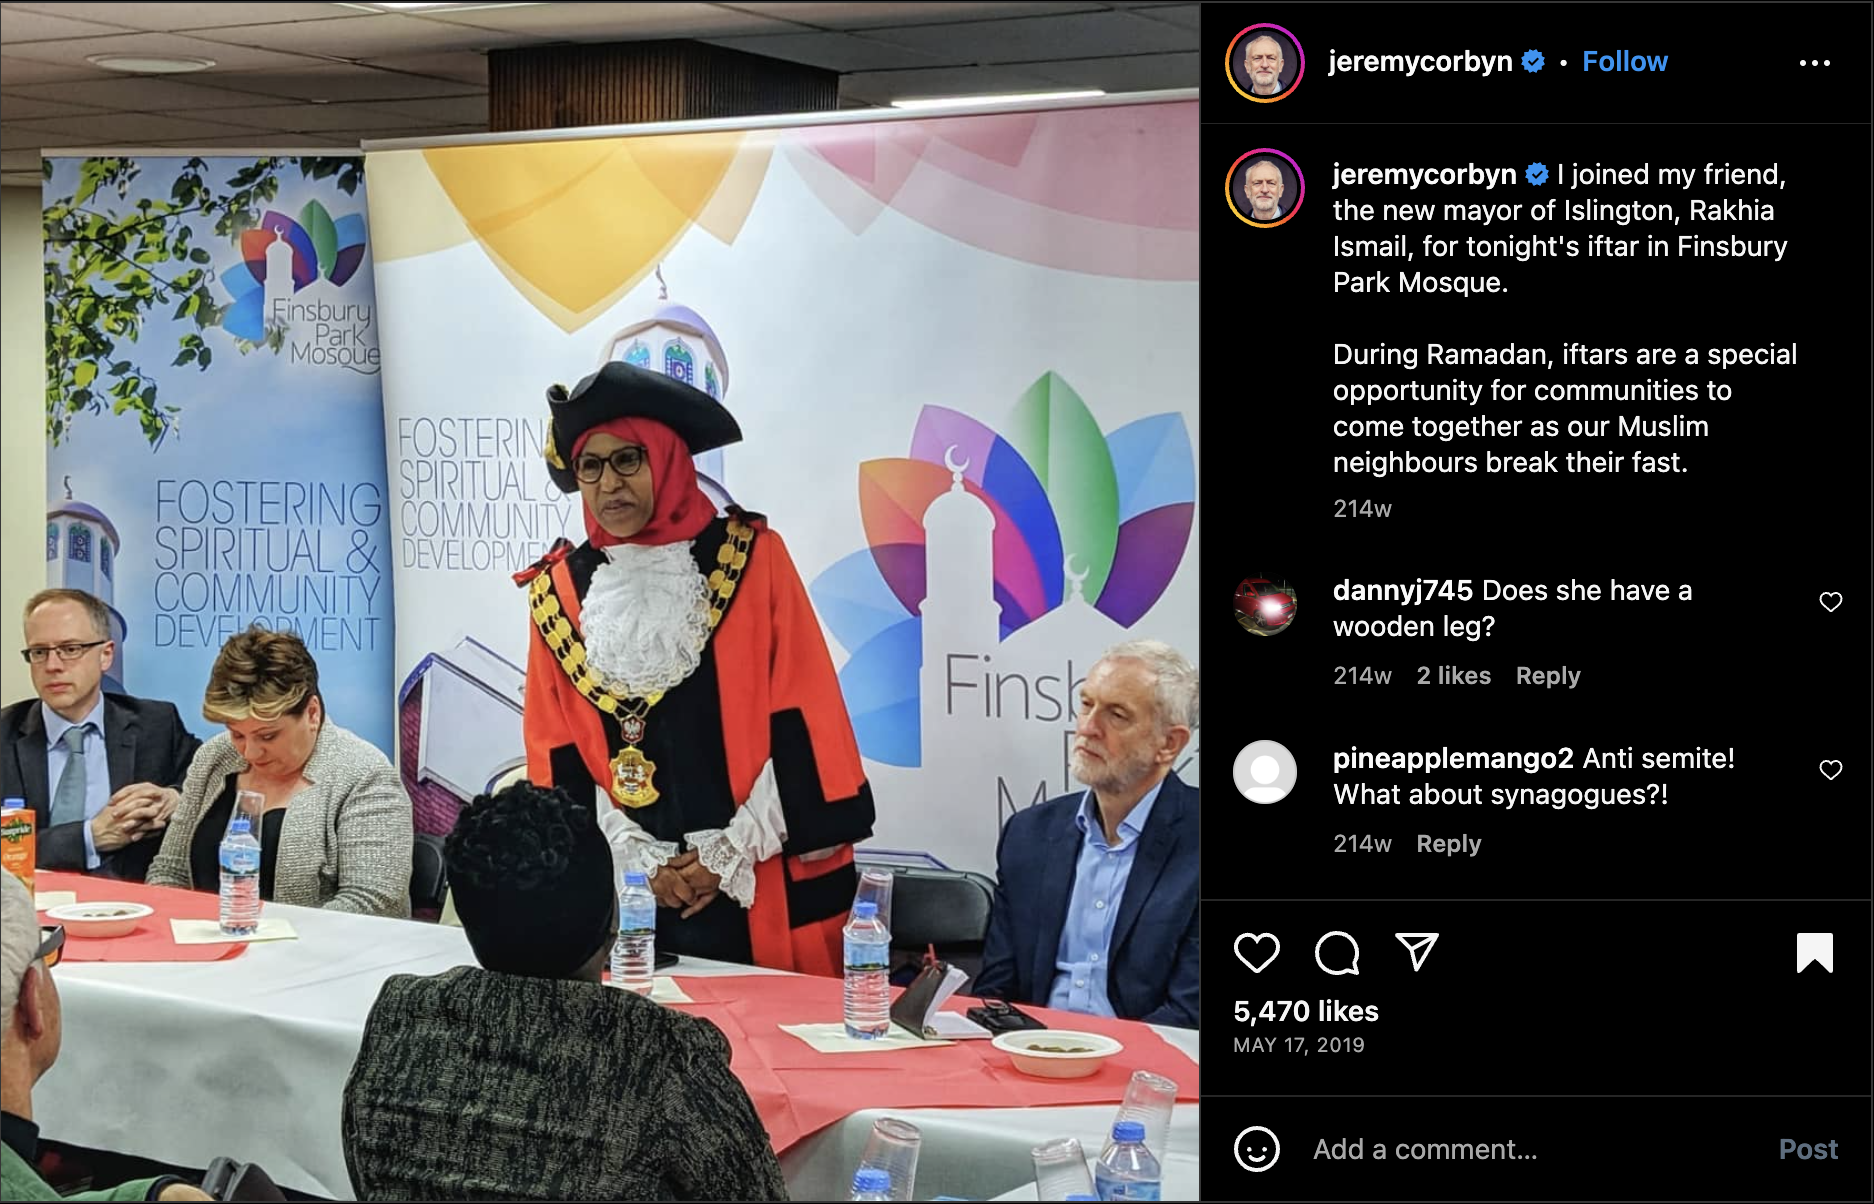 Finsbury
Park
Mosque
FOSTERING
SPIRITUAL &
COMMUNITY
DEVELOPMENT
FOSTERIN
SPIRITUAL &
COMMUNITY
DEVELOPMEN
Finsb
M
Sunpride
Orange
jeremycorbyn • Follow
jeremycorbyn I joined my friend,
the new mayor of Islington, Rakhia
Ismail, for tonight's iftar in Finsbury
Park Mosque.
During Ramadan, iftars are a special
opportunity for communities to
come together as our Muslim
neighbours break their fast.
214w
dannyj745 Does she have a
wooden leg?
214w 2 likes Reply
pineapplemango2 Anti semite!
What about synagogues?!
214w Reply
5,470 likes
MAY 17, 2019
Add a comment... Post